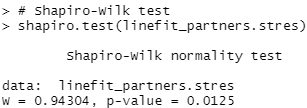 > # Shapiro-Wilk test
> shapiro.test(linefit_partners.stres)
Shapiro-Wilk normality test
data:  linefit_partners.stres
W = 0.94304, p-value = 0.0125